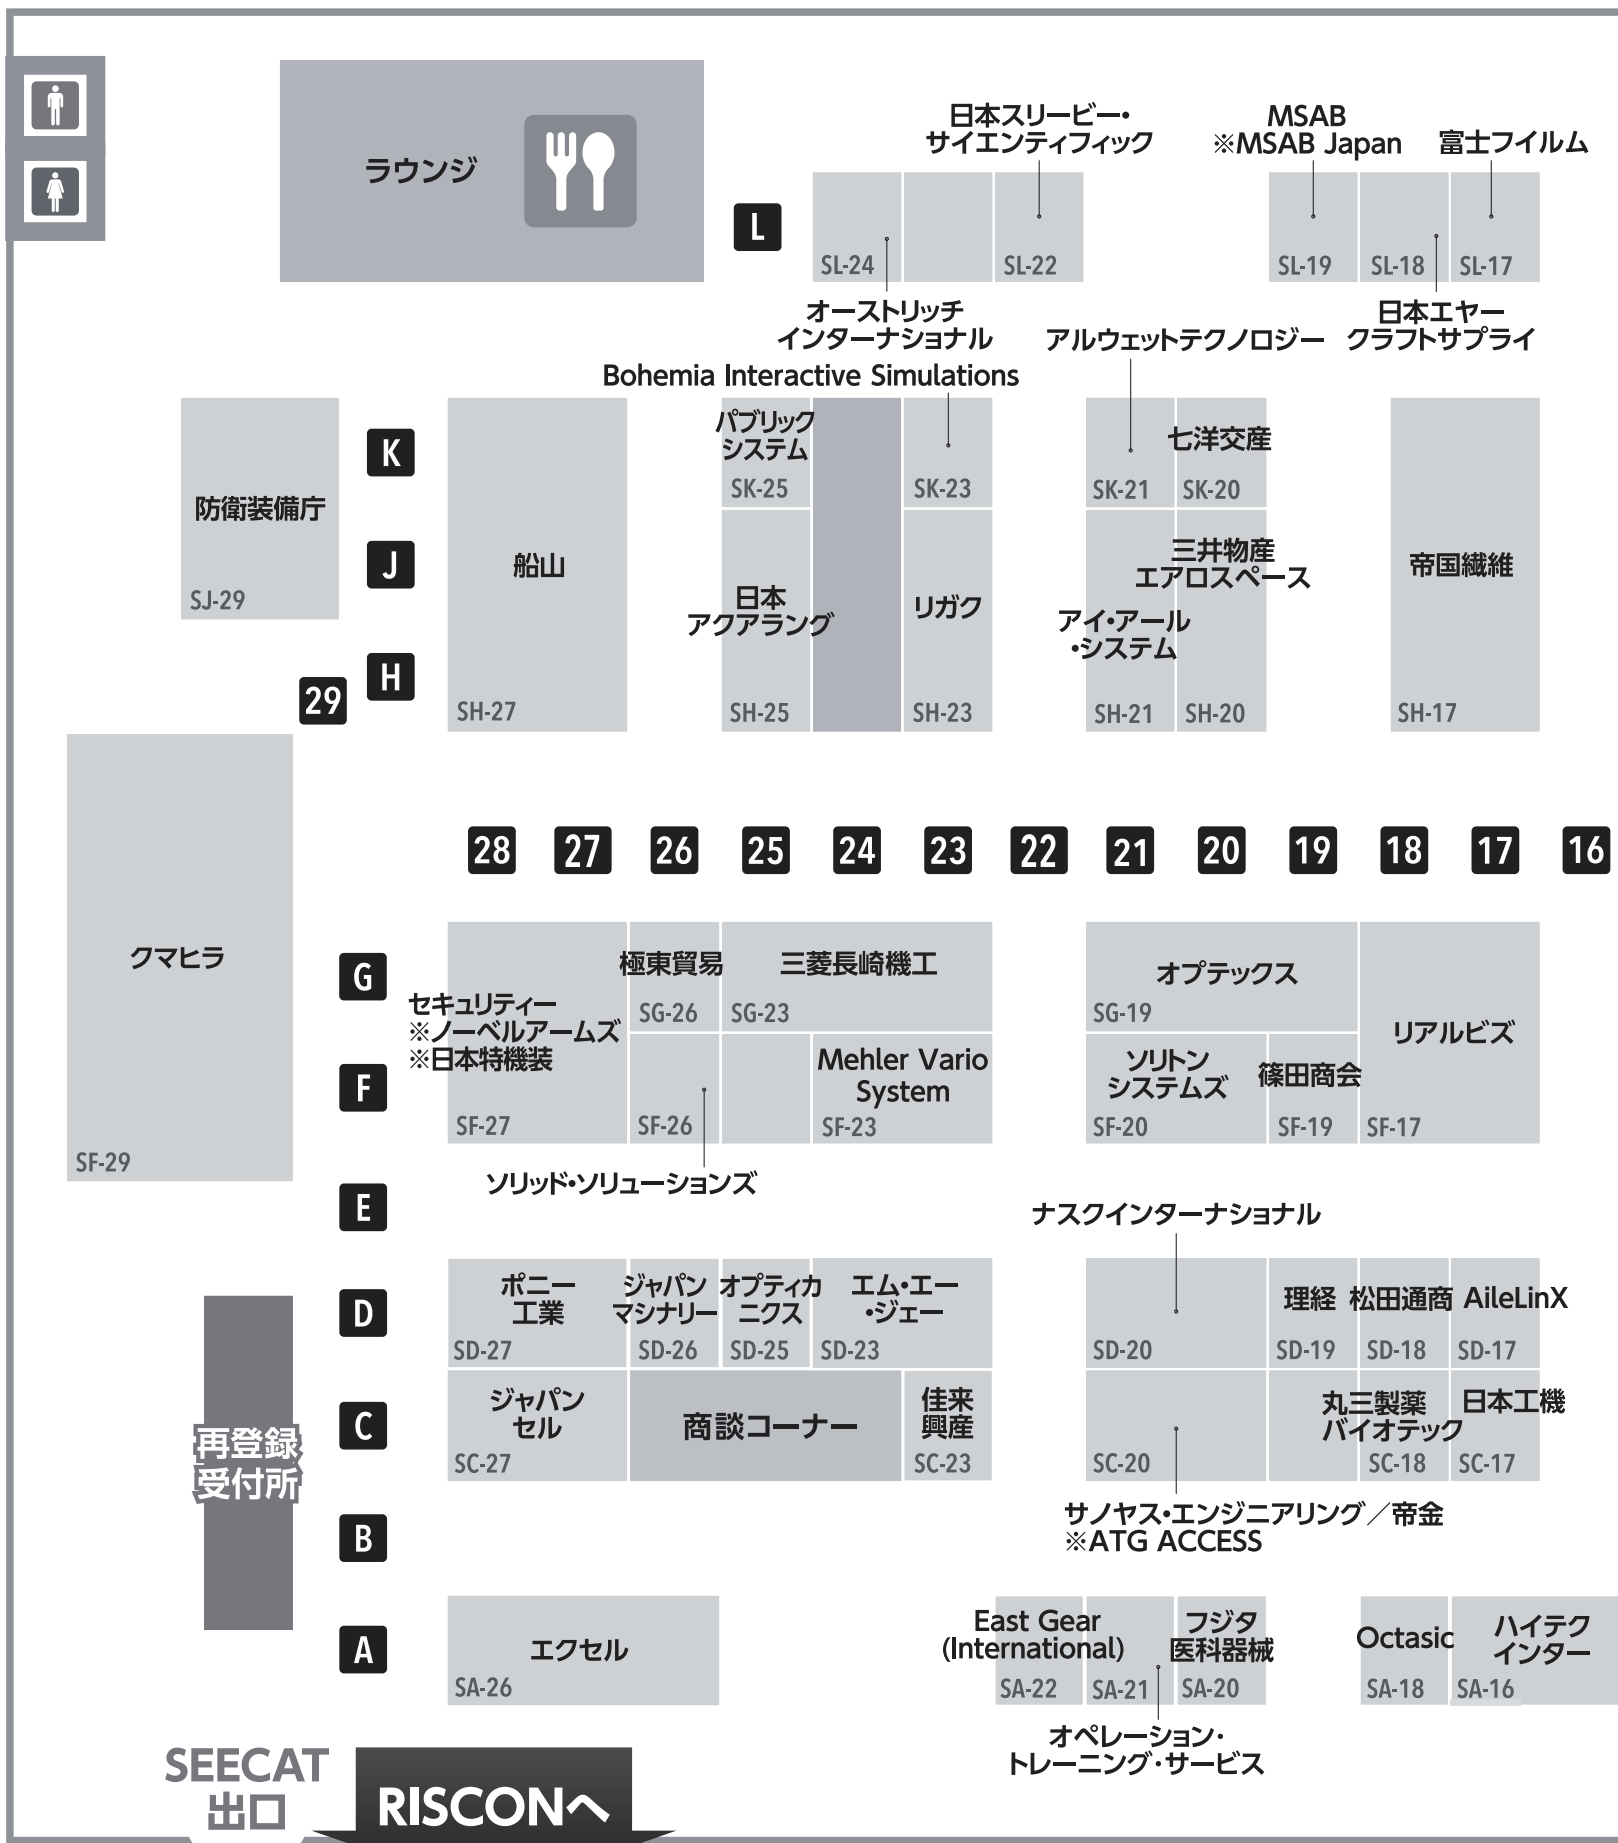 ラウンジ
L
日本スリービー・
サイエンティフィック
MSAB
※MSAB Japan
富士フイルム
SL-24
SL-22
SL-19
SL-18
SL-17
オーストリッチ
インターナショナル
日本エヤー
クラフトサプライ
アルウェットテクノロジー
Bohemia Interactive Simulations
K
J
H
29
防衛装備庁
SJ-29
船山
SH-27
パブリック
システム
SK-25
SK-23
日本
アクアラング
SH-25
リガク
SH-23
SK-21
七洋交産
SK-20
三井物産
エアロスペース
アイ・アール
・システム
SH-21
SH-20
帝国繊維
SH-17
クマヒラ
SF-29
28
27
26
25
24
23
22
21
20
19
18
17
16
G
F
E
セキュリティー
※ノーベルアームズ
※日本特機装
SF-27
極東貿易
SG-26
三菱長崎機工
SG-23
SF-26
Mehler Vario
System
SF-23
ソリッド・ソリューションズ
オプテックス
SG-19
ソリトン
システムズ
SF-20
篠田商会
SF-19
リアルビズ
SF-17
ナスクインターナショナル
D
C
B
A
再登録
受付所
ポニー
工業
SD-27
ジャパン
マシナリー
SD-26
オプティカ
ニクス
SD-25
エム・エー
・ジェー
SD-23
ジャパン
セル
SC-27
商談コーナー
佳来
興産
SC-23
SD-20
理経
SD-19
松田通商
SD-18
AileLinX
SD-17
SC-20
丸三製薬
バイオテック
SC-18
日本工機
SC-17
サノヤス・エンジニアリング／帝金
※ATG ACCESS
エクセル
SA-26
East Gear
(International)
SA-22
SA-21
フジタ
医科器械
SA-20
Octasic
SA-18
ハイテク
インター
SA-16
オペレーション・
トレーニング・サービス
SEECAT
出口
RISCONへ